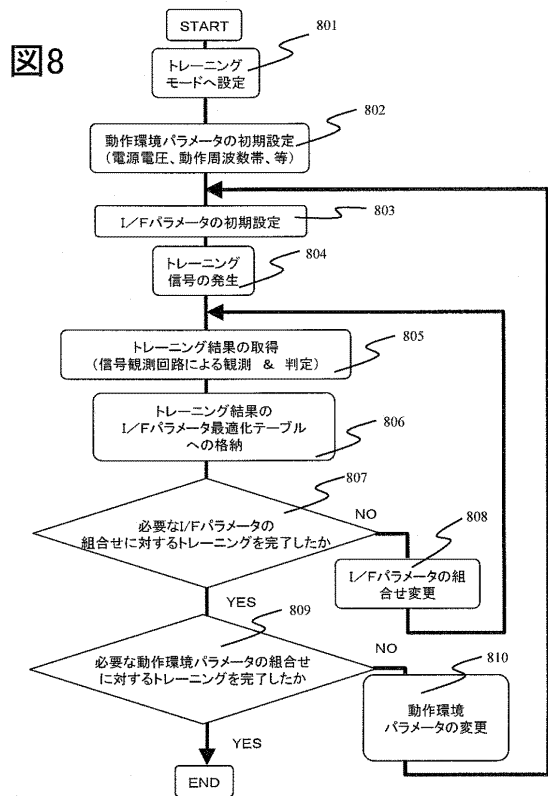 図8
START
801
トレーニング
モードへ設定
802
動作環境パラメータの初期設定
(電源電圧、動作周波数帯、等)
I/Fパラメータの初期設定
803
トレーニング
信号の発生
804
トレーニング結果の取得
(信号観測回路による観測 & 判定)
805
トレーニング結果の
I/Fパラメータ最適化テーブル
への格納
806
807
必要なI/Fパラメータの
組合せに対するトレーニングを完了したか
NO
808
I/Fパラメータの組
合せ変更
YES
809
必要な動作環境パラメータの組合せ
に対するトレーニングを完了したか
NO
810
動作環境
パラメータの変更
YES
END